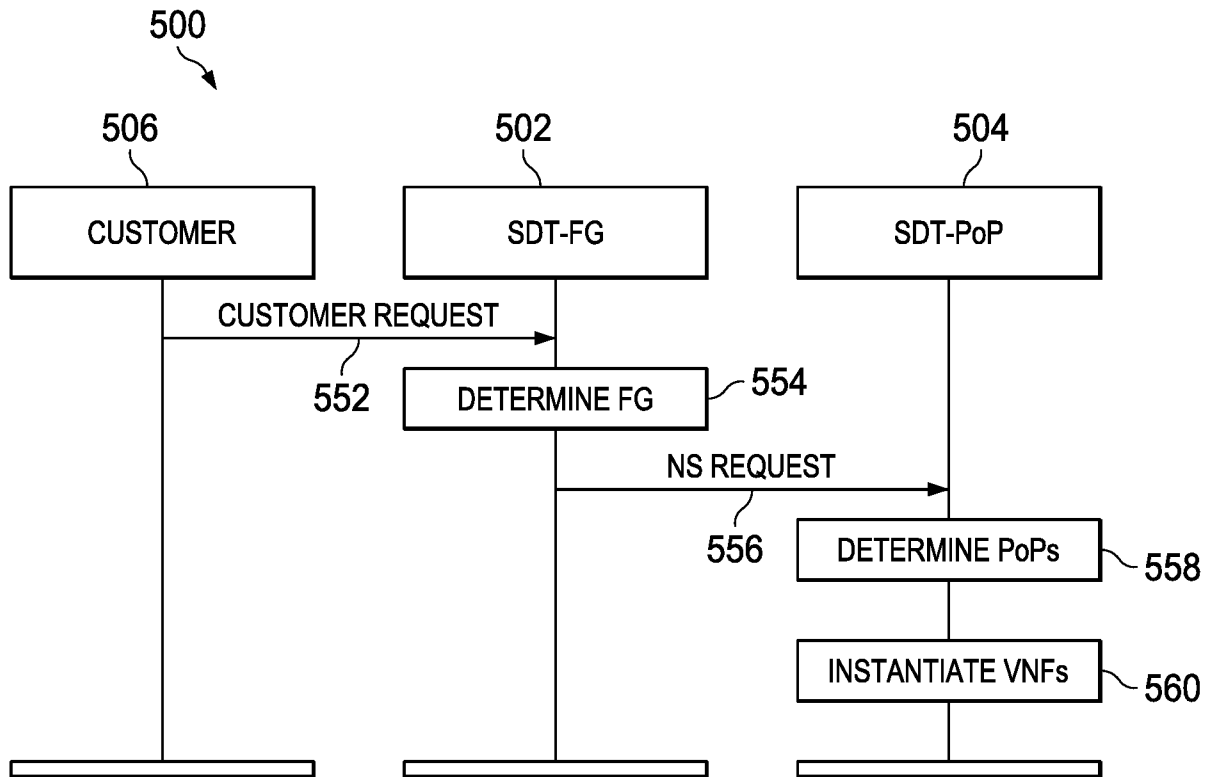 500
506
502
504
CUSTOMER
SDT-FG
SDT-PoP
CUSTOMER REQUEST
552
DETERMINE FG
554
NS REQUEST
556
DETERMINE PoPs
558
INSTANTIATE VNFs
560